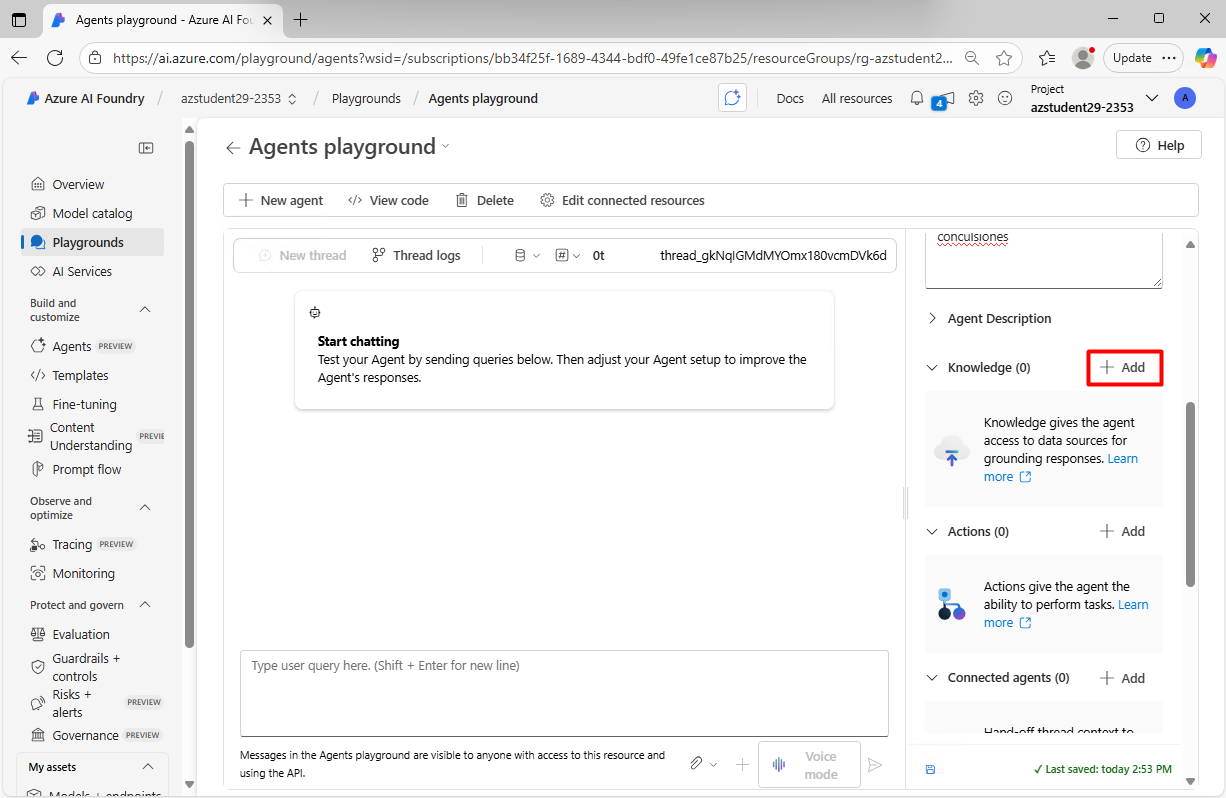 Agents playground - Azure AI Fou
https://ai.azure.com/playground/agents?wsid=/subscriptions/bb34f25f-1689-4344-bdf0-49fe1ce87b25/resourceGroups/rg-azstudent2...
Update
Azure AI Foundry / azstudent29-2353 / Playgrounds / Agents playground
Docs
All resources
4
Project
azstudent29-2353
A
Overview
Model catalog
Playgrounds
AI Services
Build and
customize
Agents PREVIEW
Templates
Fine-tuning
Content
Understanding PREVIE
Prompt flow
Observe and
optimize
Tracing PREVIEW
Monitoring
Protect and govern
Evaluation
Guardrails +
controls
Risks +
alerts PREVIEW
Governance PREVIEW
My assets
Models + endpoints
Agents playground
Help
New agent
View code
Delete
Edit connected resources
New thread
Thread logs
0t
thread_gkNqIGMdMYOmx180vcmDVk6d
Start chatting
Test your Agent by sending queries below. Then adjust your Agent setup to improve the
Agent's responses.
Type user query here. (Shift + Enter for new line)
Messages in the Agents playground are visible to anyone with access to this resource and
using the API.
Voice
mode
conculsiones
Agent Description
Knowledge (0)
Add
Knowledge gives the agent
access to data sources for
grounding responses. Learn
more
Actions (0)
Add
Actions give the agent the
ability to perform tasks. Learn
more
Connected agents (0)
Add
Hand-off thread context to
Last saved: today 2:53 PM